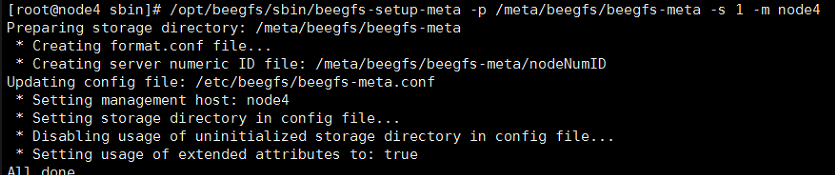 [root@node4 sbin]# /opt/beegfs/sbin/beegfs-setup-meta -p /meta/beegfs/beegfs-meta -s 1 -m node4
Preparing storage directory: /meta/beegfs/beegfs-meta
 * Creating format.conf file...
 * Creating server numeric ID file: /meta/beegfs/beegfs-meta/nodeNumID
Updating config file: /etc/beegfs/beegfs-meta.conf
 * Setting management host: node4
 * Setting storage directory in config file...
 * Disabling usage of uninitialized storage directory in config file...
 * Setting usage of extended attributes to: true
All done